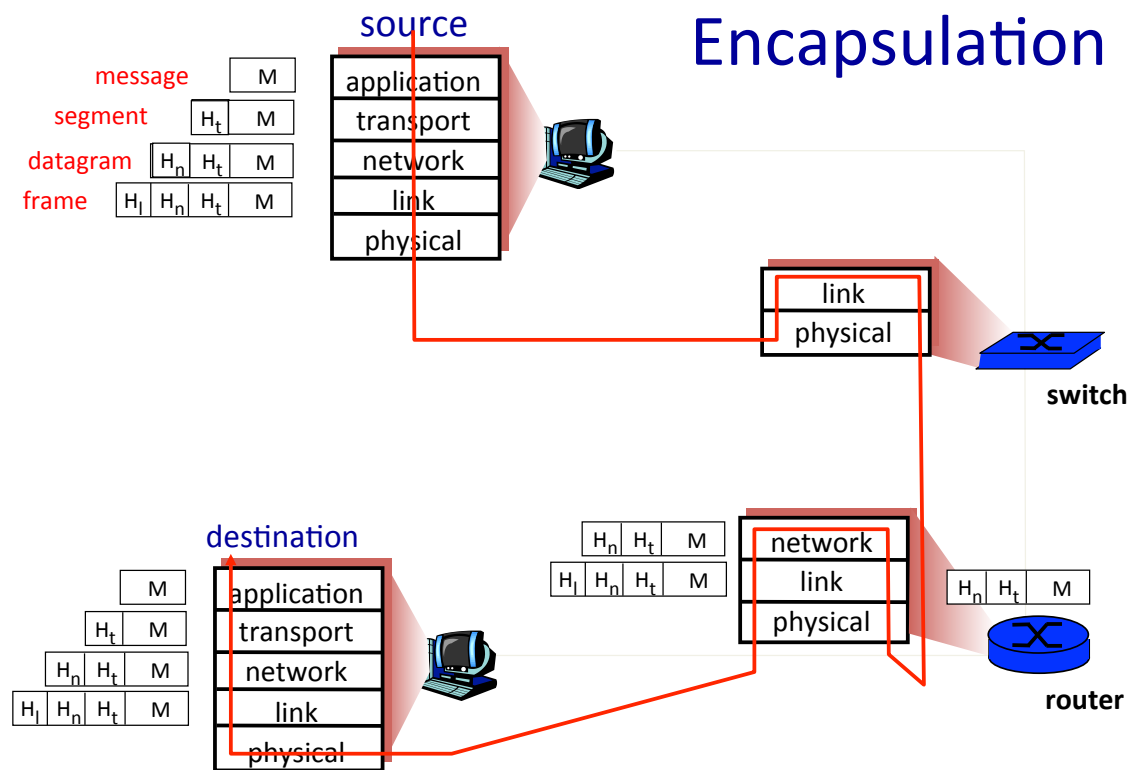 source
Encapsulation
message M application
segment Hₜ M transport
datagram Hₙ Hₜ M network
frame Hₗ Hₙ Hₜ M link
physical
link
physical
switch
destination
Hₙ Hₜ M network
Hₗ Hₙ Hₜ M link
physical
Hₙ Hₜ M
router
M application
Hₜ M transport
Hₙ Hₜ M network
Hₗ Hₙ Hₜ M link
physical